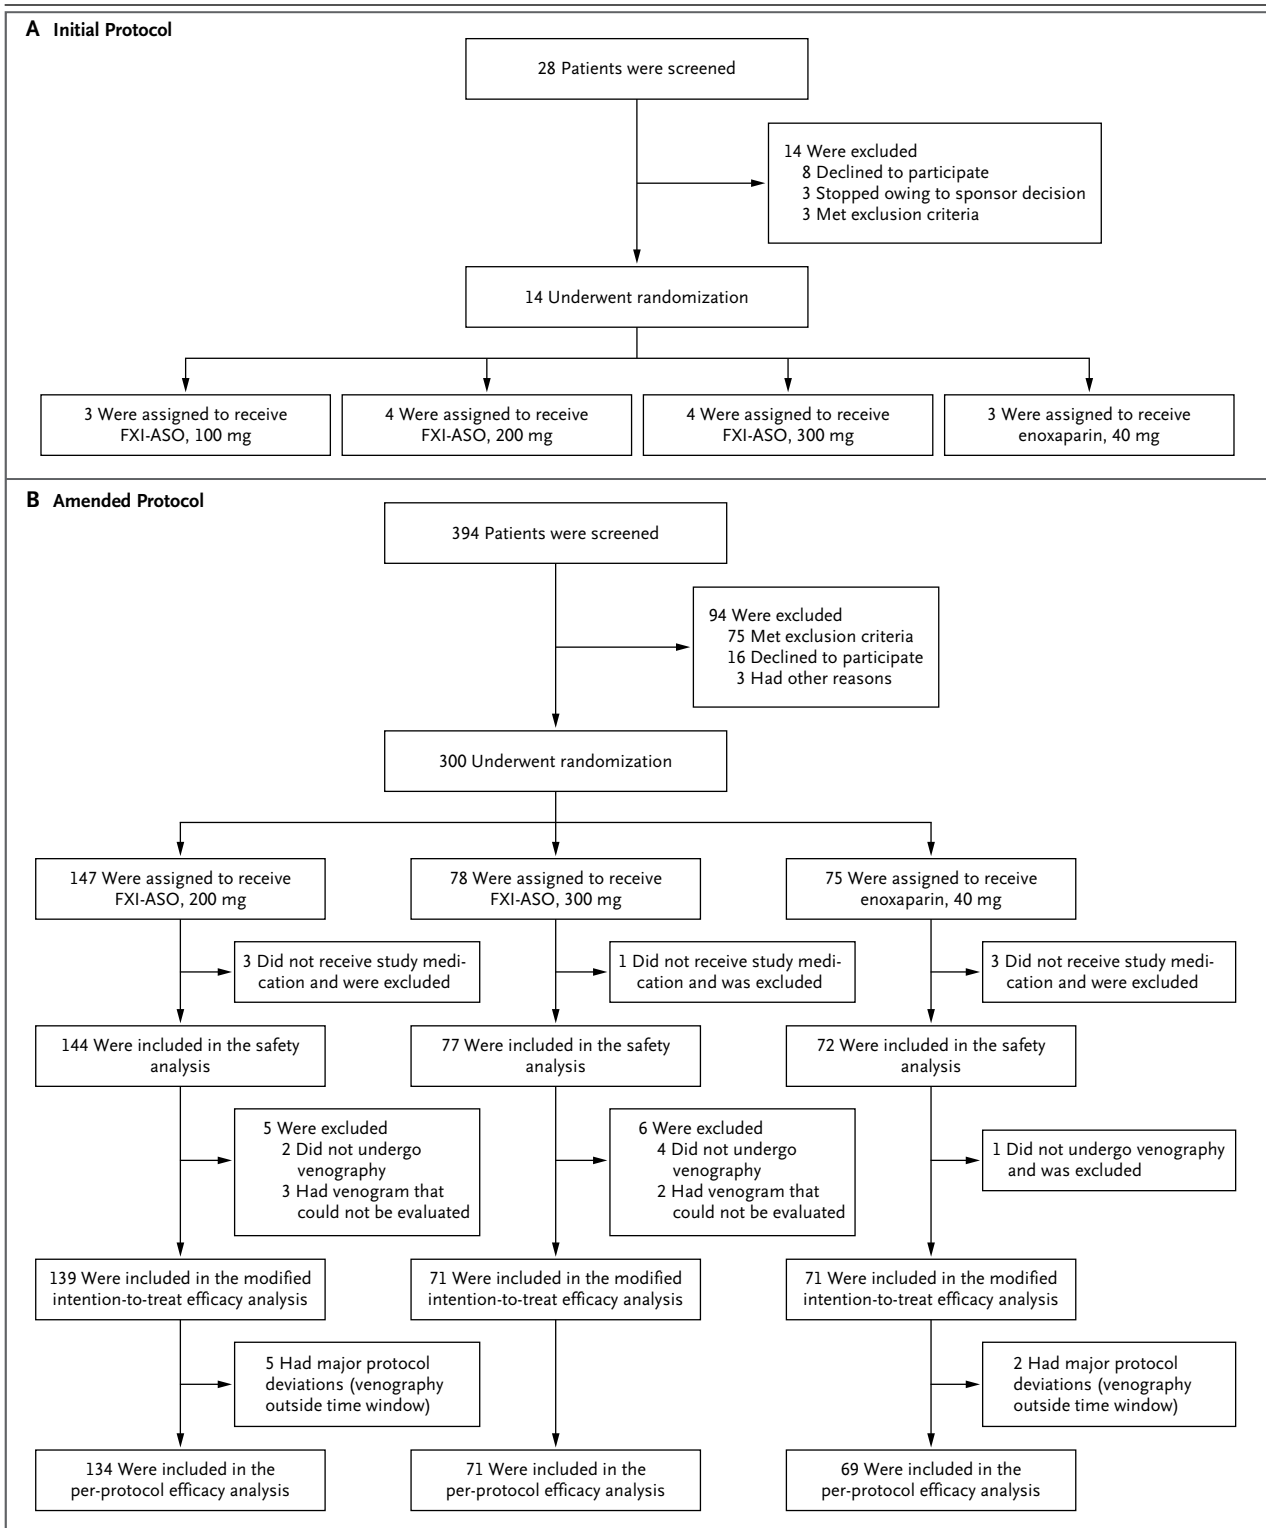 A Initial Protocol
28 Patients were screened
14 Were excluded
8 Declined to participate
3 Stopped owing to sponsor decision
3 Met exclusion criteria
14 Underwent randomization
3 Were assigned to receive
FXI-ASO, 100 mg
4 Were assigned to receive
FXI-ASO, 200 mg
4 Were assigned to receive
FXI-ASO, 300 mg
3 Were assigned to receive
enoxaparin, 40 mg
B Amended Protocol
394 Patients were screened
94 Were excluded
75 Met exclusion criteria
16 Declined to participate
3 Had other reasons
300 Underwent randomization
147 Were assigned to receive
FXI-ASO, 200 mg
78 Were assigned to receive
FXI-ASO, 300 mg
75 Were assigned to receive
enoxaparin, 40 mg
3 Did not receive study medi-
cation and were excluded
1 Did not receive study medi-
cation and was excluded
3 Did not receive study medi-
cation and were excluded
144 Were included in the safety
analysis
77 Were included in the safety
analysis
72 Were included in the safety
analysis
5 Were excluded
2 Did not undergo
venography
3 Had venogram that
could not be evaluated
6 Were excluded
4 Did not undergo
venography
2 Had venogram that
could not be evaluated
1 Did not undergo venography
and was excluded
139 Were included in the modified
intention-to-treat efficacy analysis
71 Were included in the modified
intention-to-treat efficacy analysis
71 Were included in the modified
intention-to-treat efficacy analysis
5 Had major protocol
deviations (venography
outside time window)
2 Had major protocol
deviations (venography
outside time window)
134 Were included in the
per-protocol efficacy analysis
71 Were included in the
per-protocol efficacy analysis
69 Were included in the
per-protocol efficacy analysis